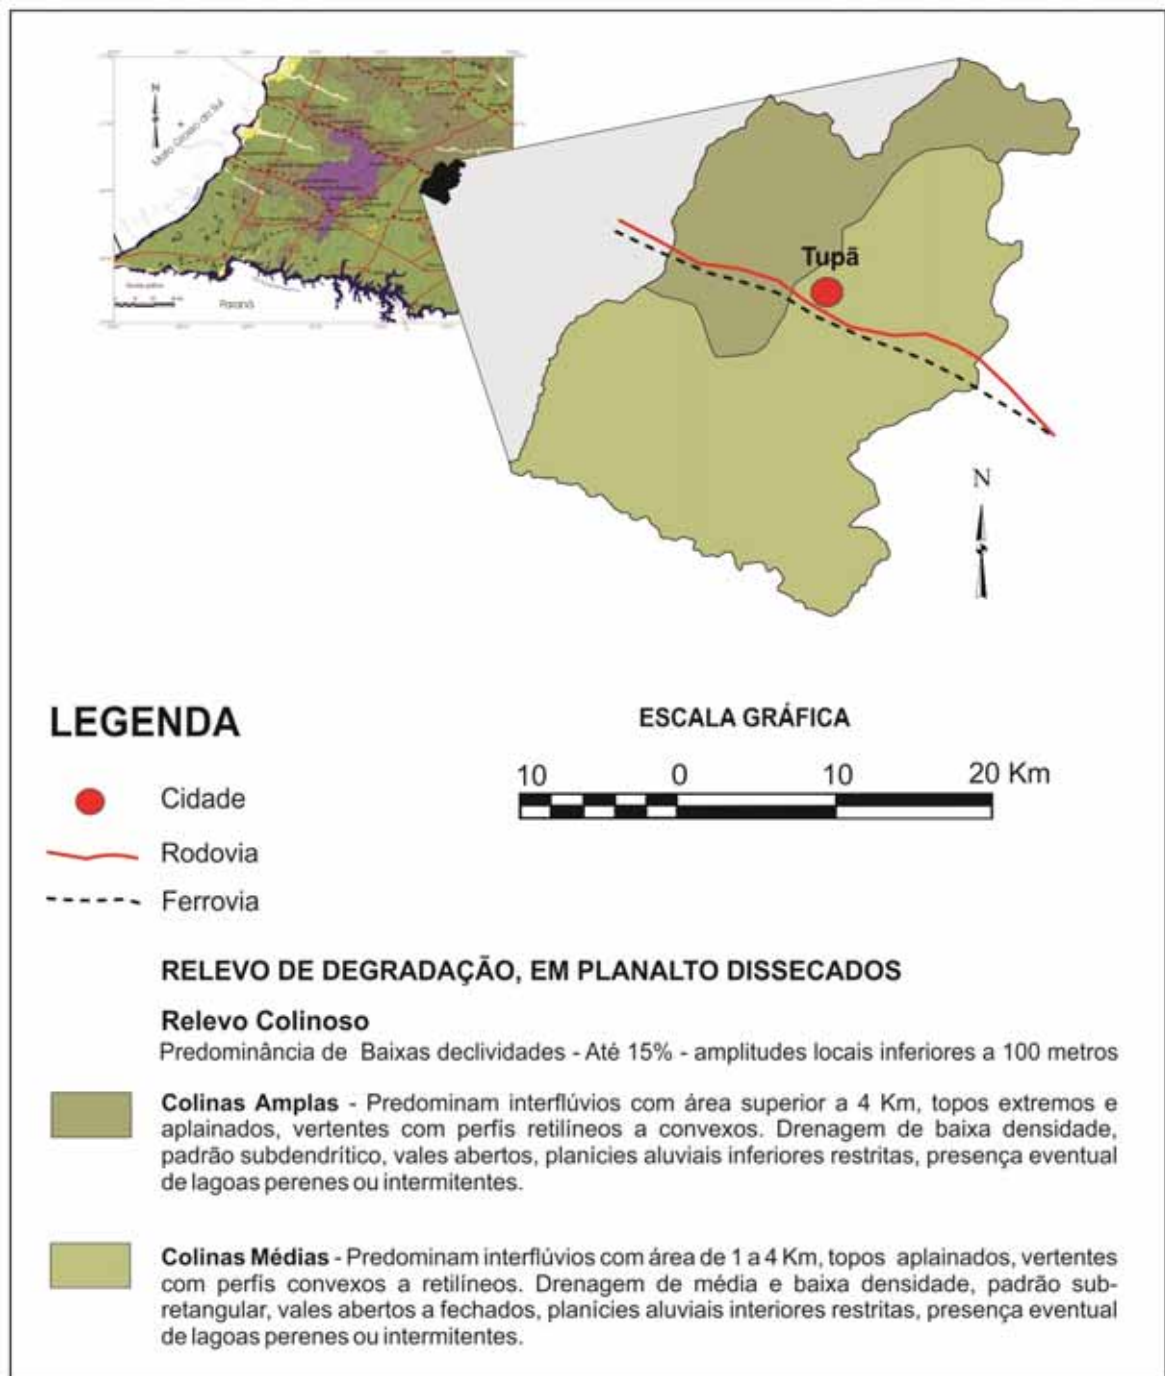 N
Mato Grosso do Sul
Paraná
Tupã
N
LEGENDA
Cidade
Rodovia
Ferrovia
ESCALA GRÁFICA
10 0 10 20 Km
RELEVO DE DEGRADAÇÃO, EM PLANALTO DISSECADOS
Relevo Colinoso
Predominância de Baixas declividades - Até 15% - amplitudes locais inferiores a 100 metros
Colinas Amplas - Predominam interflúvios com área superior a 4 Km, topos extremos e
aplainados, vertentes com perfis retilíneos a convexos. Drenagem de baixa densidade,
padrão subdendrítico, vales abertos, planícies aluviais inferiores restritas, presença eventual
de lagoas perenes ou intermitentes.
Colinas Médias - Predominam interflúvios com área de 1 a 4 Km, topos aplainados, vertentes
com perfis convexos a retilíneos. Drenagem de média e baixa densidade, padrão sub-
retangular, vales abertos a fechados, planícies aluviais interiores restritas, presença eventual
de lagoas perenes ou intermitentes.